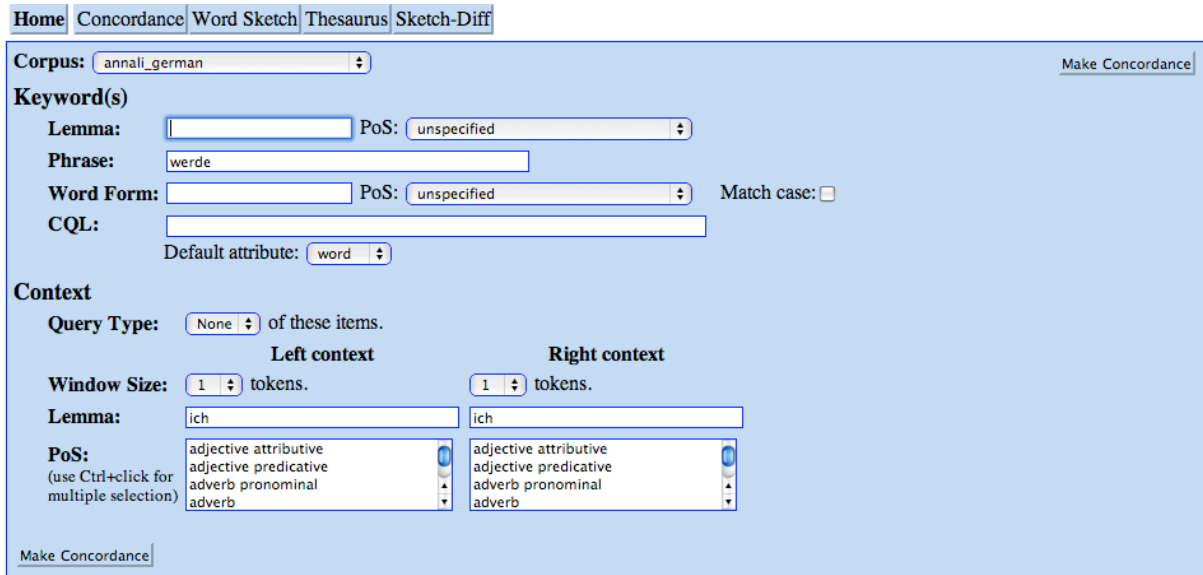 Home Concordance Word Sketch Thesaurus Sketch-Diff
Corpus: annali_german Make Concordance
Keyword(s)
Lemma: PoS: unspecified
Phrase: werde
Word Form: PoS: unspecified Match case:
CQL:
Default attribute: word
Context
Query Type: None of these items.
Left context Right context
Window Size: 1 tokens. 1 tokens.
Lemma: ich ich
PoS: adjective attributive adjective attributive
(use Ctrl+click for adjective predicative adjective predicative
multiple selection) adverb pronominal adverb pronominal
adverb adverb
Make Concordance